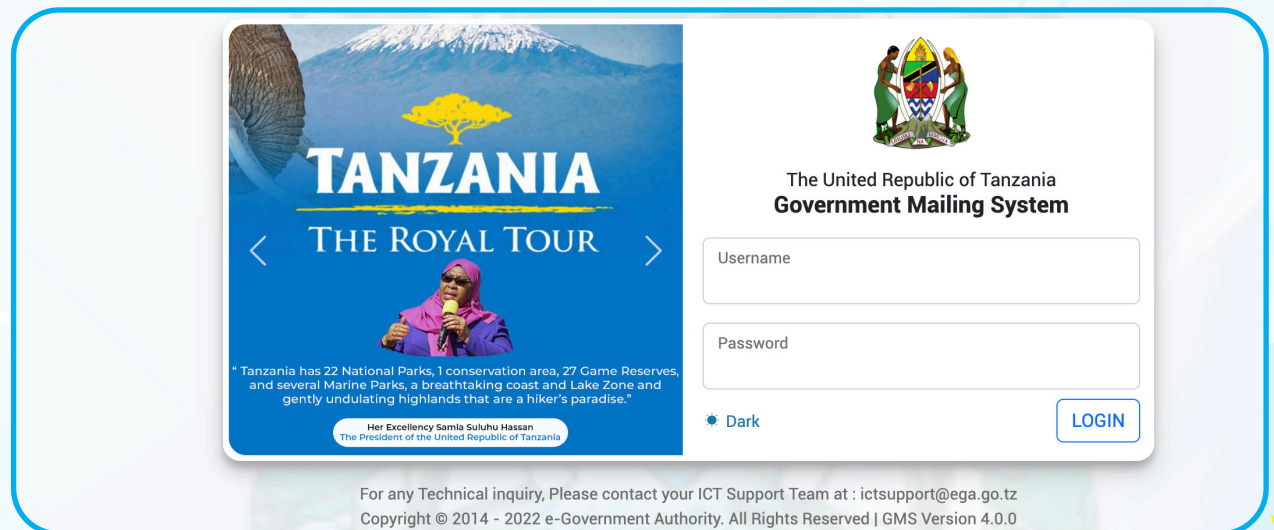 TANZANIA
THE ROYAL TOUR
“ Tanzania has 22 National Parks, 1 conservation area, 27 Game Reserves,
and several Marine Parks, a breathtaking coast and Lake Zone and
gently undulating highlands that are a hiker's paradise.”
Her Excellency Samia Suluhu Hassan
The President of the United Republic of Tanzania
UHURU NA UMOJA
The United Republic of Tanzania
Government Mailing System
Username
Password
Dark
LOGIN
For any Technical inquiry, Please contact your ICT Support Team at : ictsupport@ega.go.tz
Copyright © 2014 - 2022 e-Government Authority. All Rights Reserved | GMS Version 4.0.0